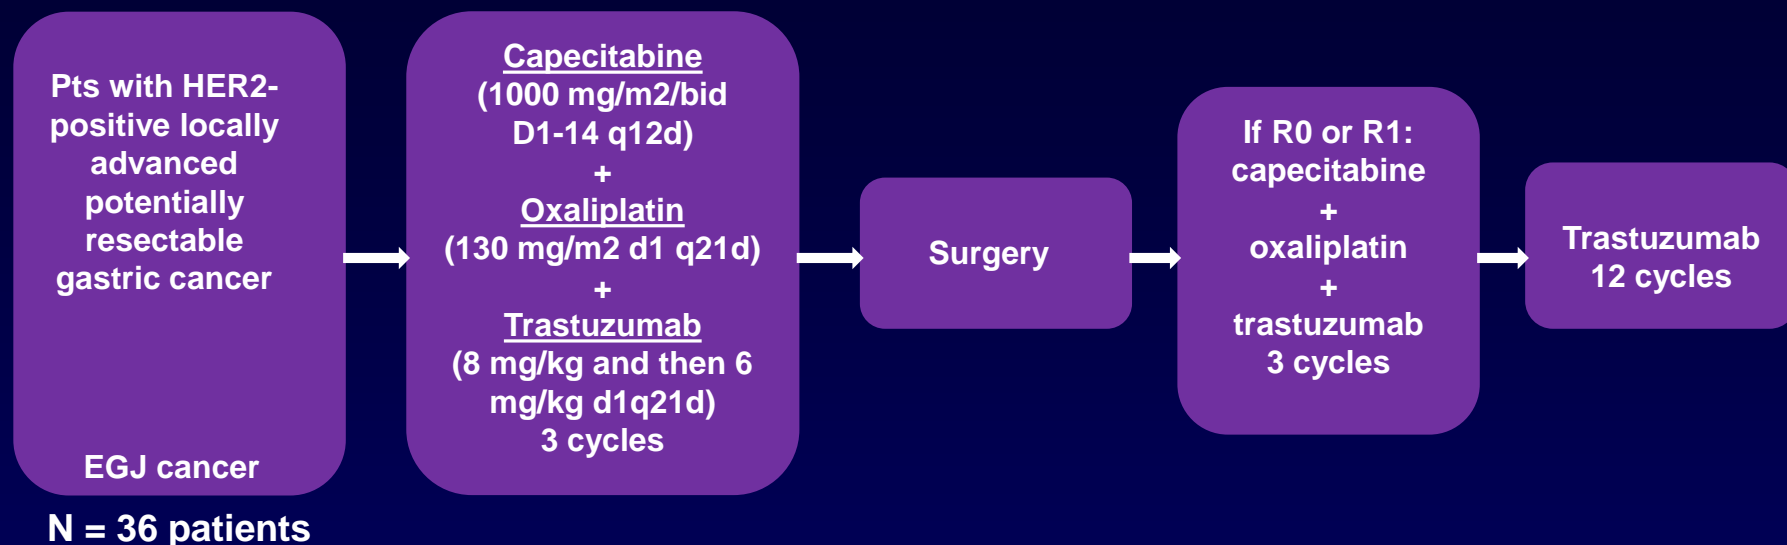 Pts with HER2-
positive locally
advanced
potentially
resectable
gastric cancer
EGJ cancer
N = 36 patients
Capecitabine
(1000 mg/m2/bid
D1-14 q12d)
+
Oxaliplatin
(130 mg/m2 d1 q21d)
+
Trastuzumab
(8 mg/kg and then 6
mg/kg d1q21d)
3 cycles
Surgery
If R0 or R1:
capecitabine
+
oxaliplatin
+
trastuzumab
3 cycles
Trastuzumab
12 cycles